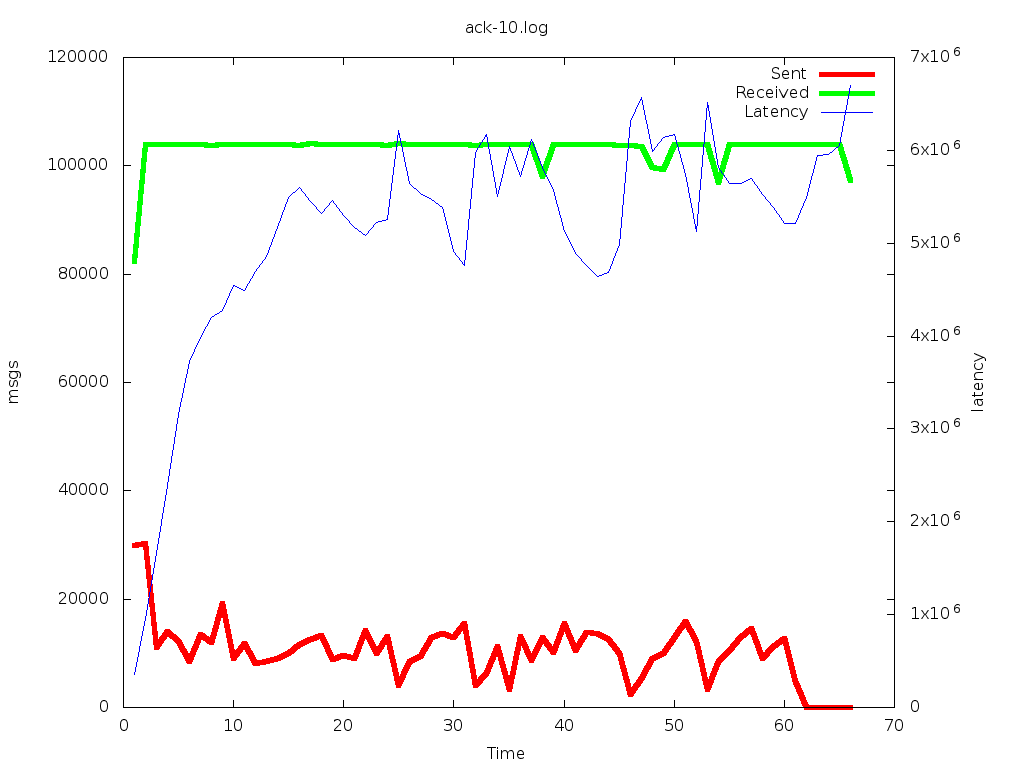 ack-10.log
120000
100000
80000
60000
40000
20000
0
msgs
7x10^6
6x10^6
5x10^6
4x10^6
3x10^6
2x10^6
1x10^6
0
latency
Sent
Received
Latency
0 10 20 30 40 50 60 70
Time